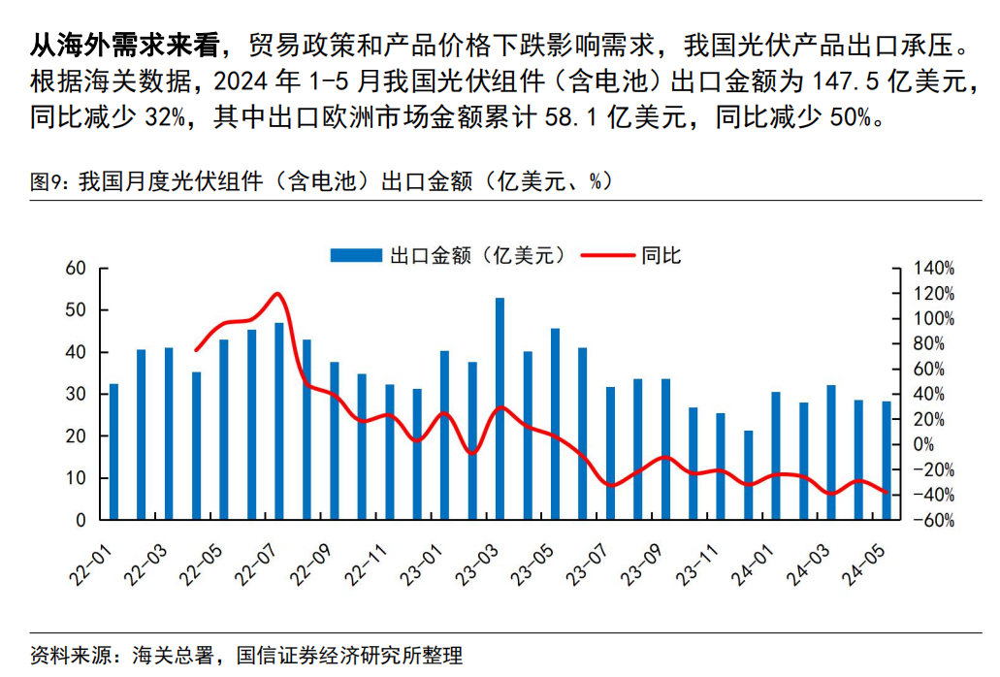 从海外需求来看，贸易政策和产品价格下跌影响需求，我国光伏产品出口承压。
根据海关数据，2024 年 1-5 月我国光伏组件（含电池）出口金额为 147.5 亿美元，
同比减少 32%，其中出口欧洲市场金额累计 58.1 亿美元，同比减少 50%。
图9：我国月度光伏组件（含电池）出口金额（亿美元、%）
出口金额（亿美元） 同比
60 140%
50 120%
40 100%
30 80%
20 60%
10 40%
0 20%
0%
-20%
-40%
-60%
22-01 22-03 22-05 22-07 22-09 22-11 23-01 23-03 23-05 23-07 23-09 23-11 24-01 24-03 24-05
资料来源：海关总署，国信证券经济研究所整理